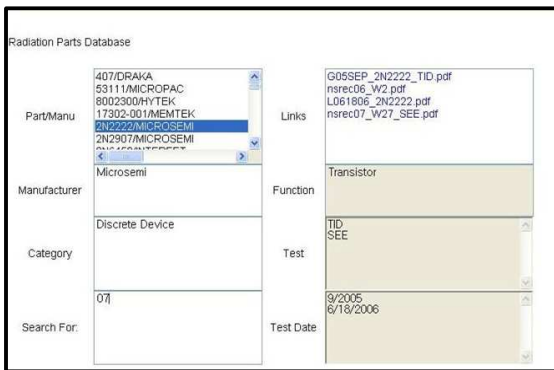 Radiation Parts Database
Part/Manu
407/DRAKA
53111/MICROPAC
8002300/HYTEK
17302-001/MEMTEK
2N2222/MICROSEMI
2N2907/MICROSEMI
Links
G05SEP_2N2222_TID.pdf
nsrec06_W2.pdf
L061806_2N2222.pdf
nsrec07_W27_SEE.pdf
Manufacturer
Microsemi
Function
Transistor
Category
Discrete Device
Test
TID
SEE
Search For:
07
Test Date
9/2005
6/18/2006